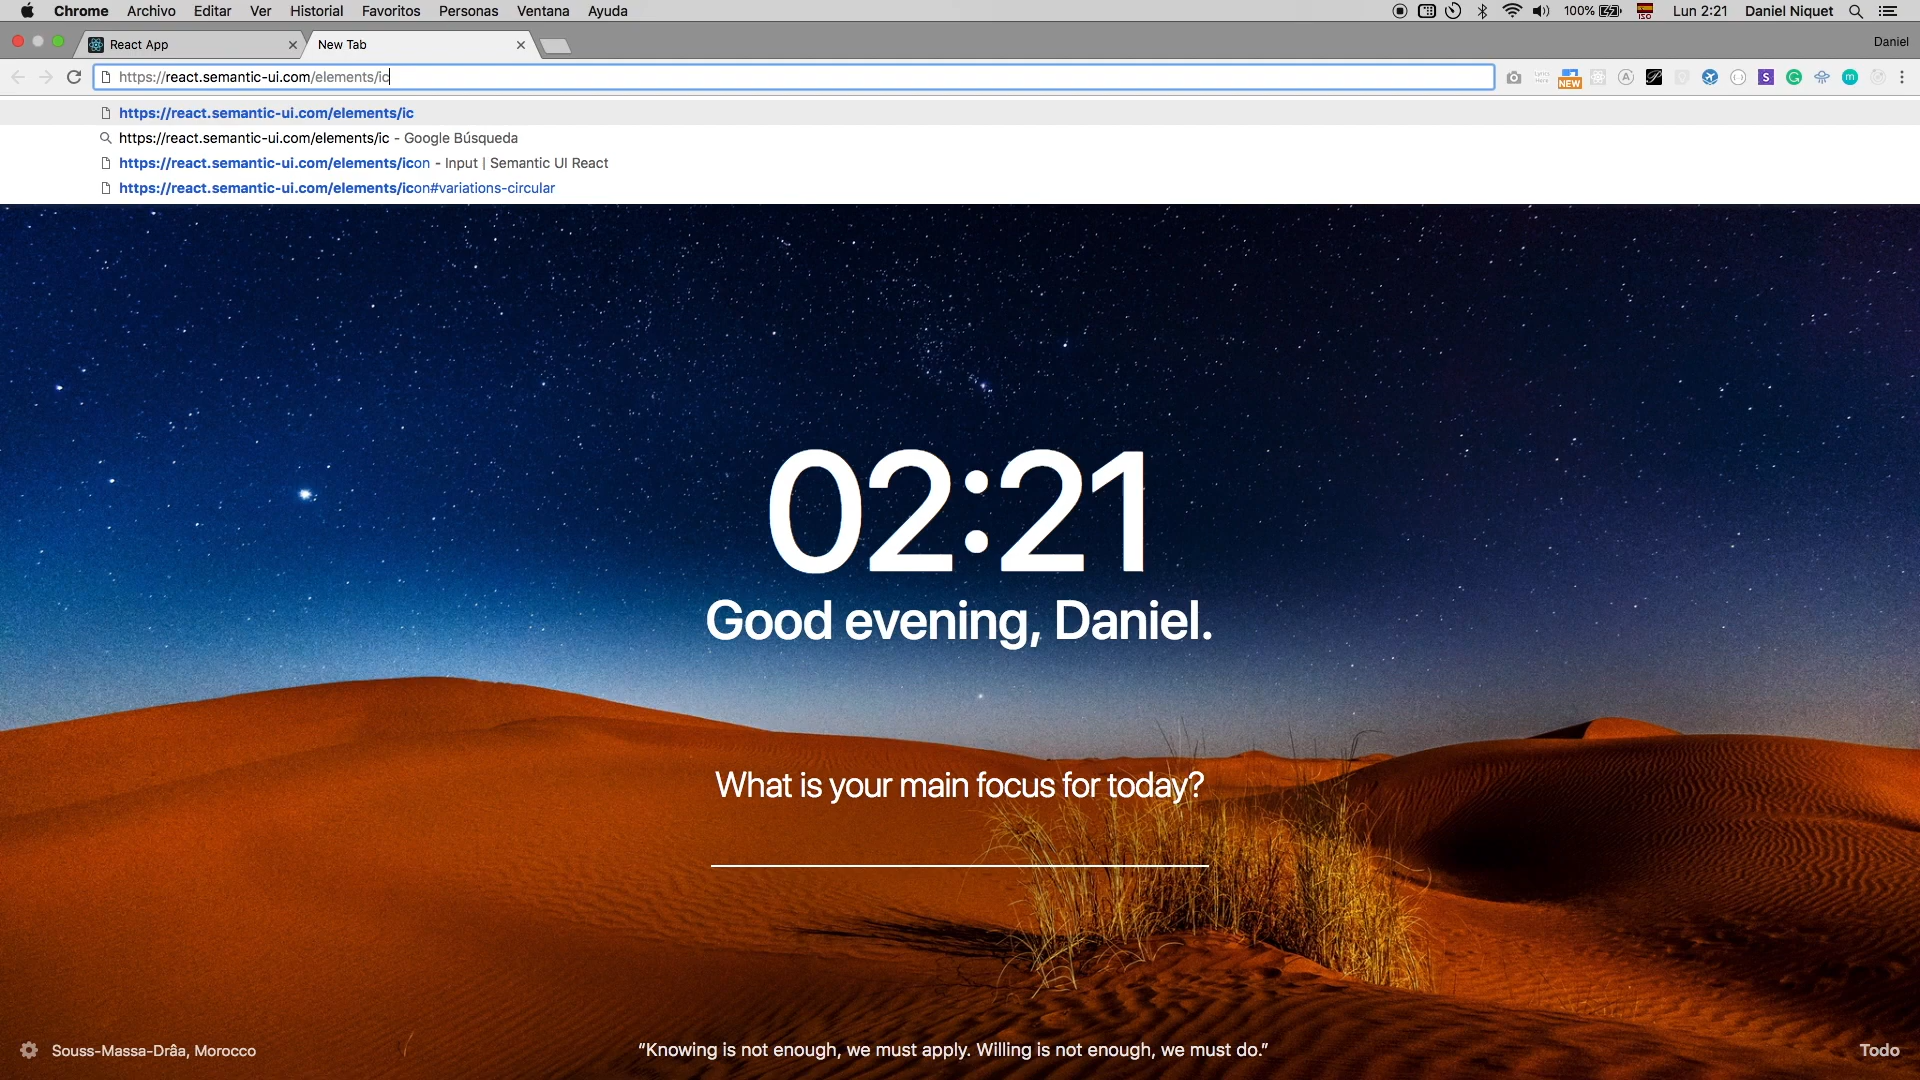 Chrome Archivo Editar Ver Historial Favoritos Personas Ventana Ayuda 100% ISO Lun 2:21 Daniel Niquet
React App New Tab Daniel
https://react.semantic-ui.com/elements/ic NEW
https://react.semantic-ui.com/elements/ic
https://react.semantic-ui.com/elements/ic - Google Búsqueda
https://react.semantic-ui.com/elements/icon - Input | Semantic UI React
https://react.semantic-ui.com/elements/icon#variations-circular
02:21
Good evening, Daniel.
What is your main focus for today?
Souss-Massa-Drâa, Morocco
“Knowing is not enough, we must apply. Willing is not enough, we must do.”
Todo